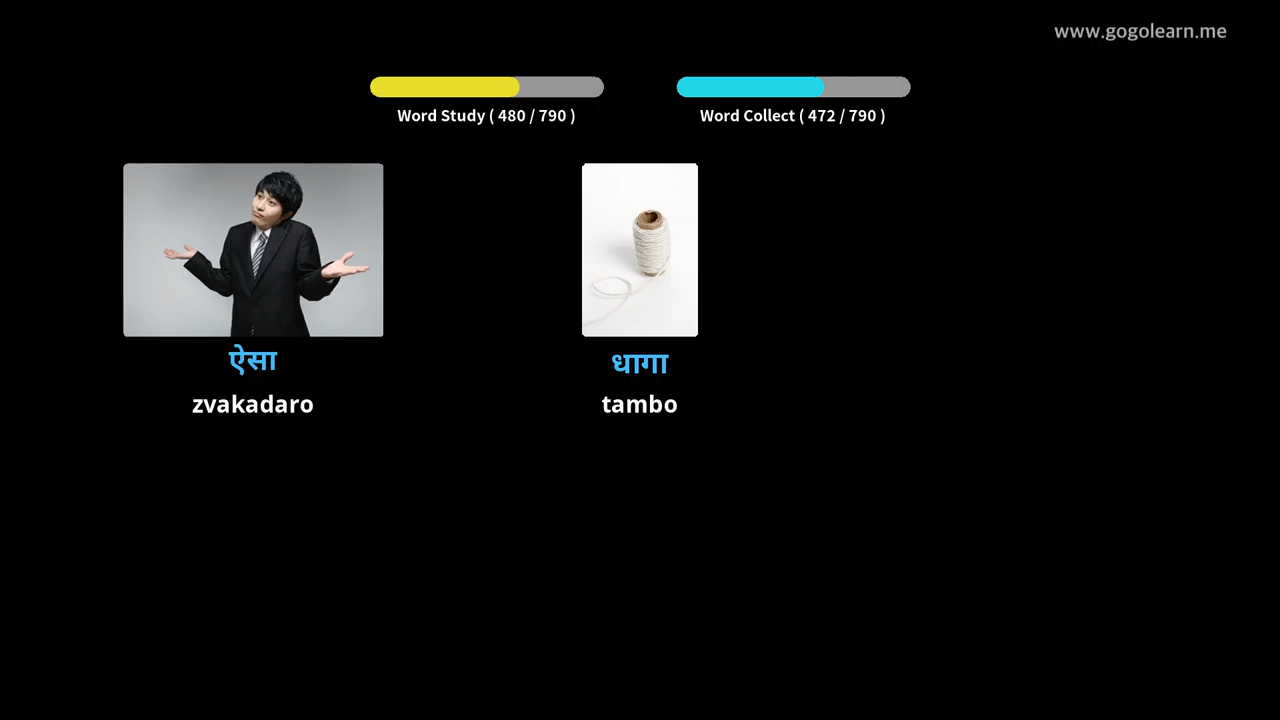 www.gogolearn.me
Word Study ( 480 / 790 )
Word Collect ( 472 / 790 )
ऐसा
zvakadaro
धागा
tambo